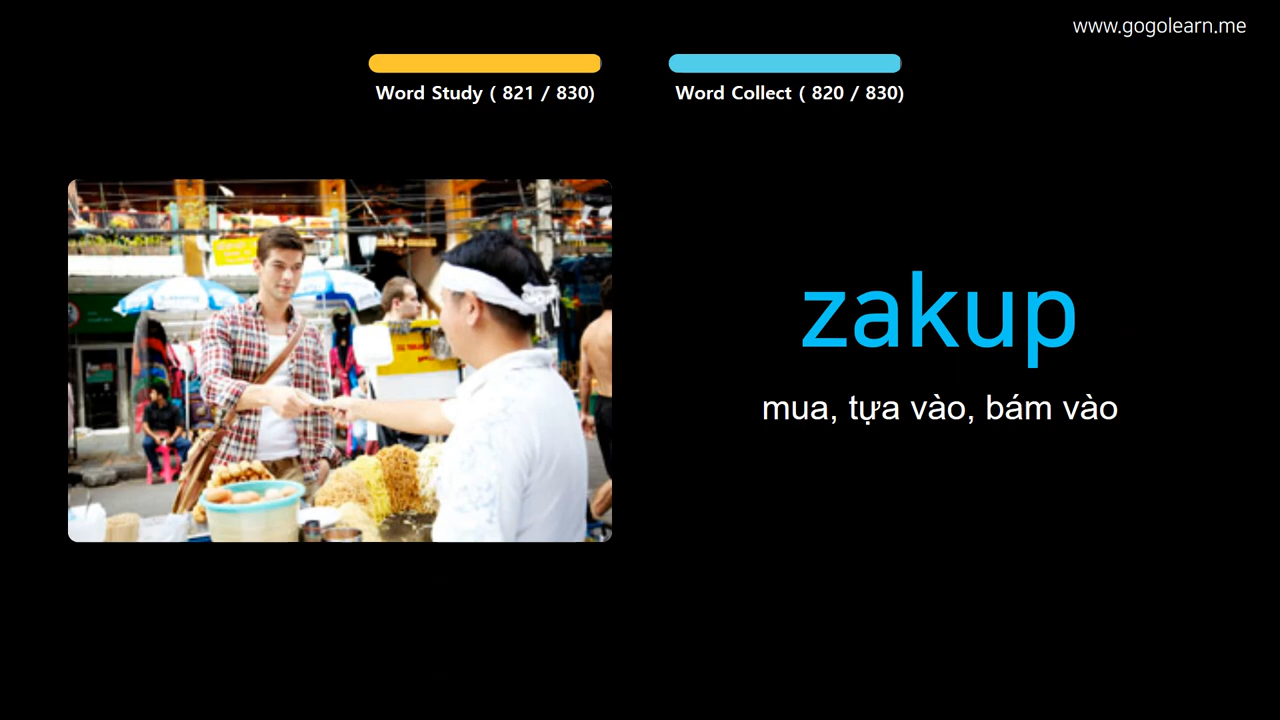 www.gogolearn.me
Word Study ( 821 / 830)
Word Collect ( 820 / 830)
zakup
mua, tựa vào, bám vào